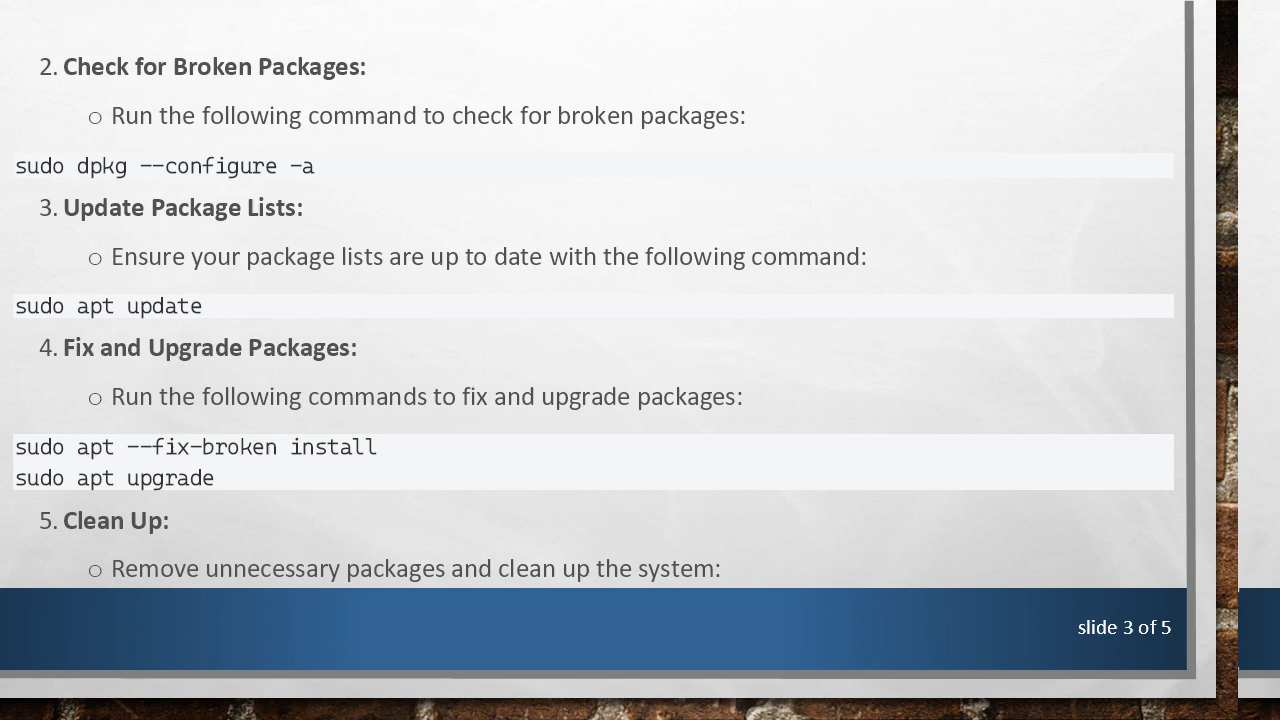 2. Check for Broken Packages:
o Run the following command to check for broken packages:
sudo dpkg --configure -a
3. Update Package Lists:
o Ensure your package lists are up to date with the following command:
sudo apt update
4. Fix and Upgrade Packages:
o Run the following commands to fix and upgrade packages:
sudo apt --fix-broken install
sudo apt upgrade
5. Clean Up:
o Remove unnecessary packages and clean up the system:
slide 3 of 5